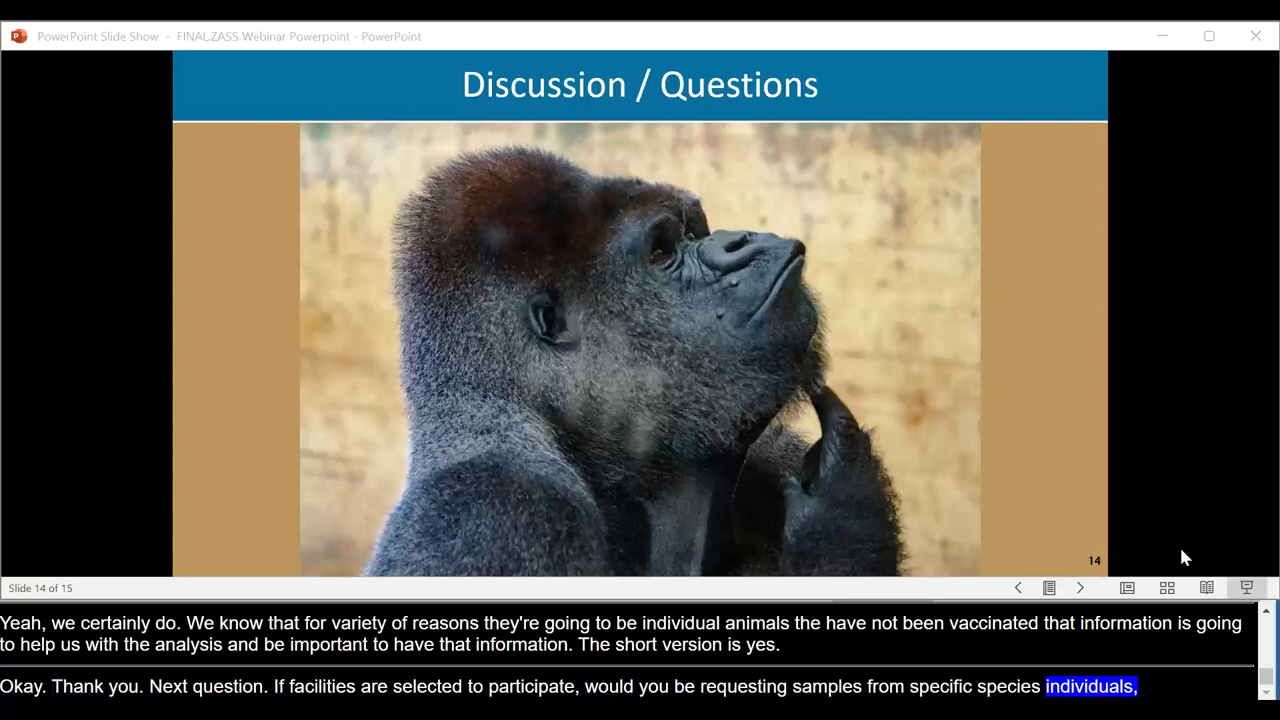 PowerPoint Slide Show - FINAL.ZASS Webinar Powerpoint - PowerPoint
Discussion / Questions
14
Slide 14 of 15
Yeah, we certainly do. We know that for variety of reasons they're going to be individual animals the have not been vaccinated that information is going
to help us with the analysis and be important to have that information. The short version is yes.
Okay. Thank you. Next question. If facilities are selected to participate, would you be requesting samples from specific species individuals,